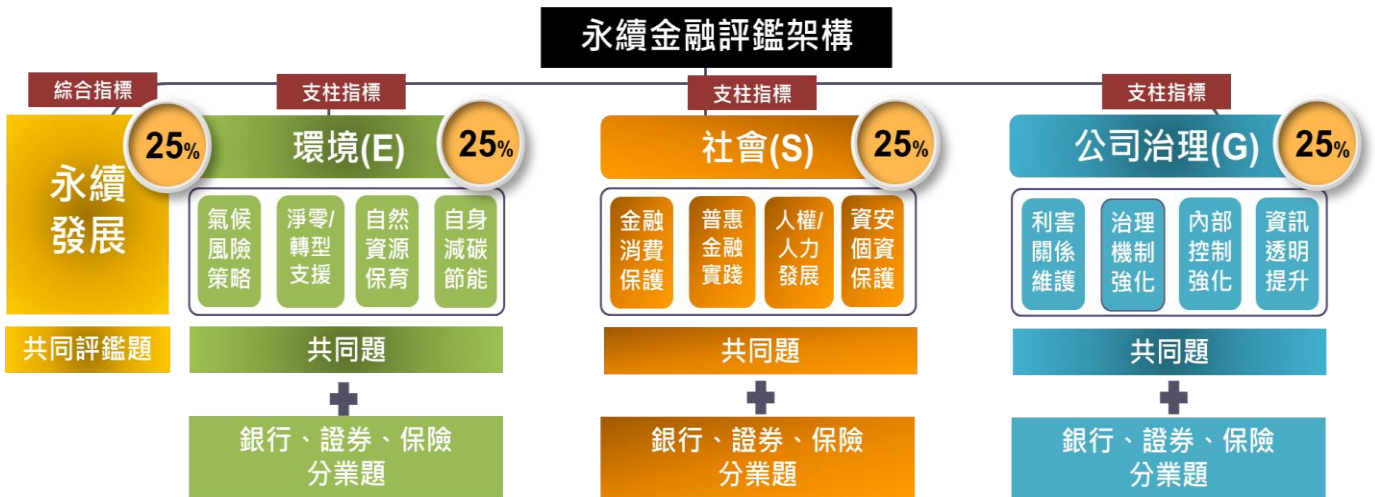 永續金融評鑑架構
綜合指標
支柱指標
支柱指標
支柱指標
永續
發展
25%
環境(E)
25%
社會(S)
25%
公司治理(G)
25%
氣候
風險
策略
淨零/
轉型
支援
自然
資源
保育
自身
減碳
節能
金融
消費
保護
普惠
金融
實踐
人權/
人力
發展
資安
個資
保護
利害
關係
維護
治理
機制
強化
內部
控制
強化
資訊
透明
提升
共同評鑑題
共同題
共同題
共同題
銀行、證券、保險
分業題
銀行、證券、保險
分業題
銀行、證券、保險
分業題